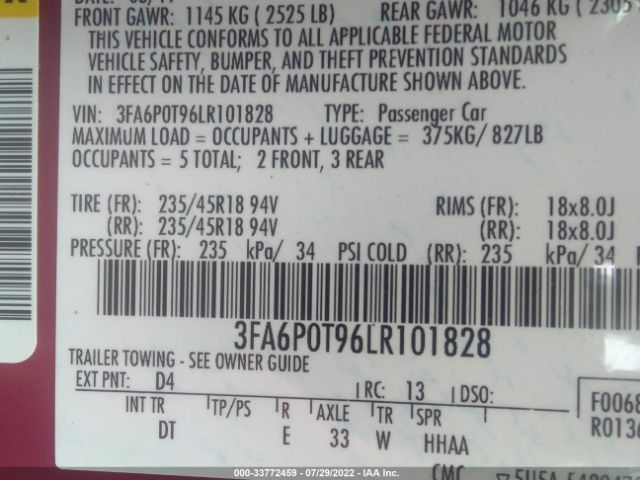 FRONT GAWR: 1145 KG ( 2525 LB) REAR GAWR: 1046 KG ( 2305
THIS VEHICLE CONFORMS TO ALL APPLICABLE FEDERAL MOTOR
VEHICLE SAFETY, BUMPER, AND THEFT PREVENTION STANDARDS
IN EFFECT ON THE DATE OF MANUFACTURE SHOWN ABOVE.
VIN: 3FA6P0T96LR101828 TYPE: Passenger Car
MAXIMUM LOAD = OCCUPANTS + LUGGAGE = 375KG/ 827LB
OCCUPANTS = 5 TOTAL; 2 FRONT, 3 REAR
TIRE (FR): 235/45R18 94V RIMS (FR): 18x8.0J
(RR): 235/45R18 94V (RR): 18x8.0J
PRESSURE (FR): 235 kPa/ 34 PSI COLD (RR): 235 kPa/ 34
3FA6P0T96LR101828
TRAILER TOWING - SEE OWNER GUIDE
EXT PNT: D4 RC: 13 DSO:
INT TR TP/PS R AXLE TR SPR F0068
DT E 33 W HHAA R0136
CMC
000-33772459 - 07/29/2022 - IAA Inc.